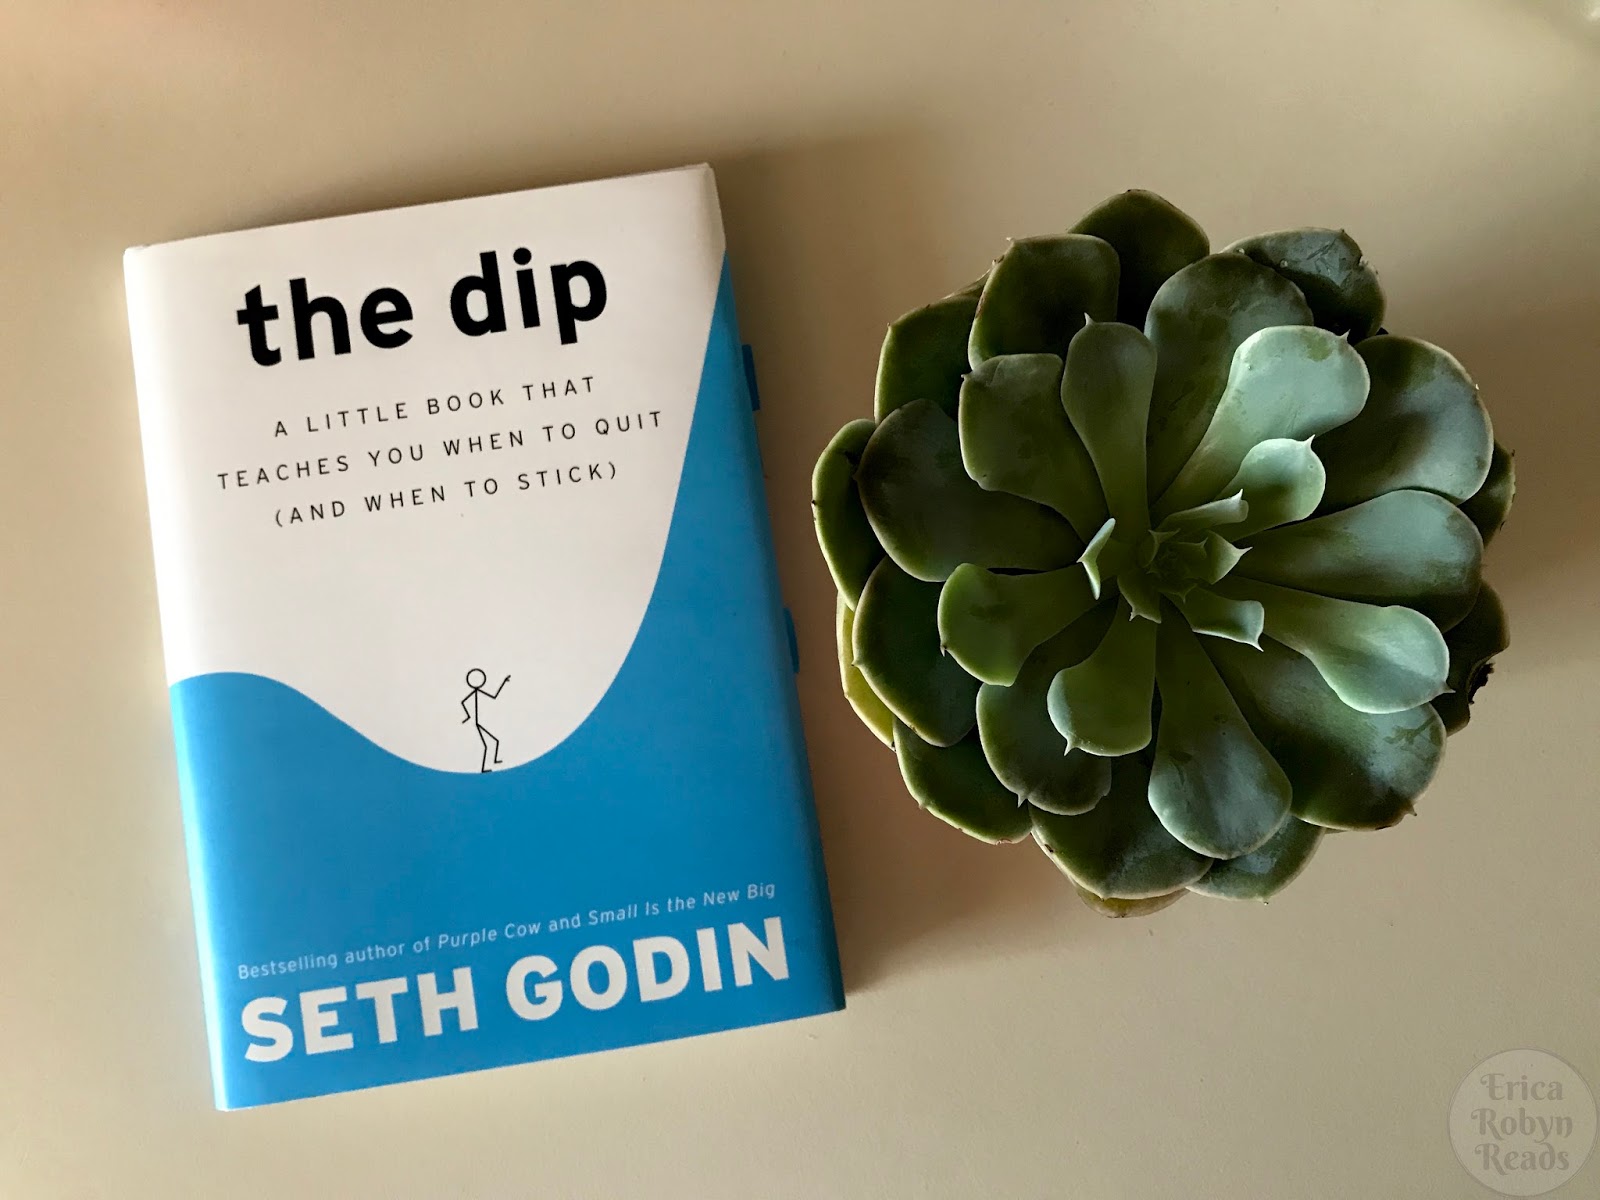 the dip
A LITTLE BOOK THAT
TEACHES YOU WHEN TO QUIT
(AND WHEN TO STICK)
Bestselling author of Purple Cow and Small Is the New Big
SETH GODIN
Erica
Robyn
Reads